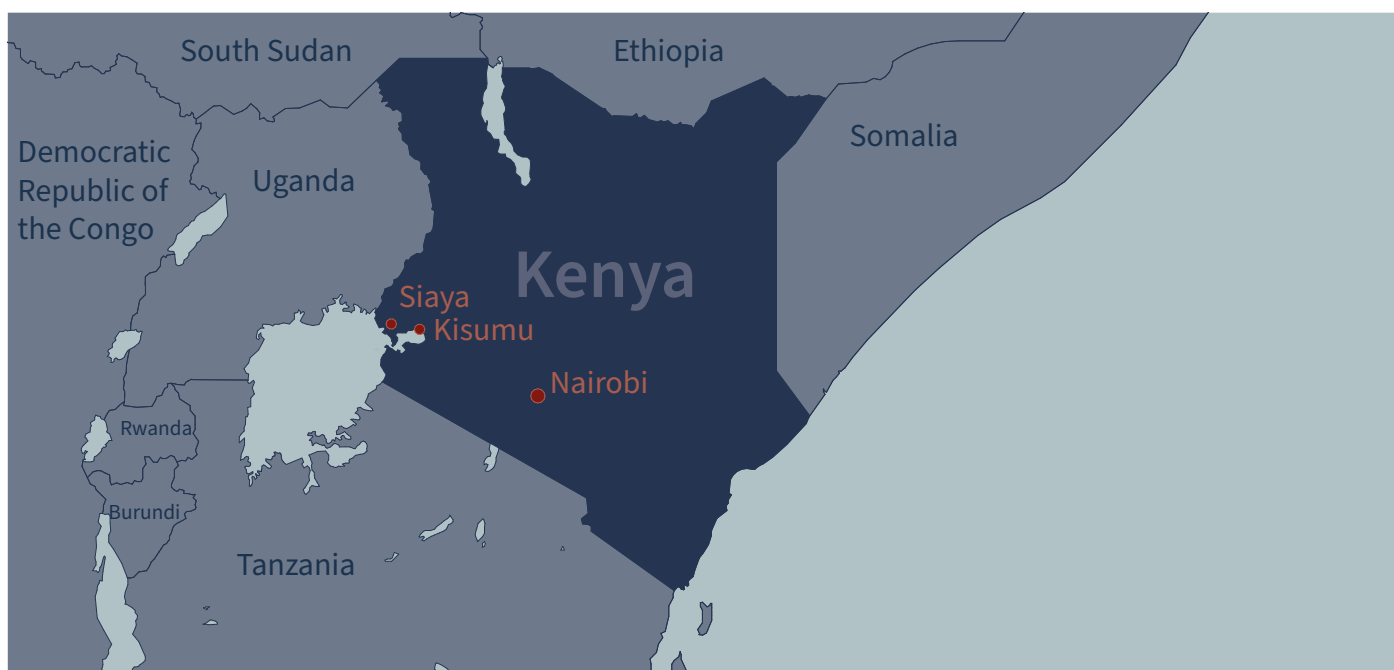 South Sudan
Ethiopia
Somalia
Democratic
Republic of
the Congo
Uganda
Kenya
Siaya
Kisumu
Nairobi
Rwanda
Burundi
Tanzania